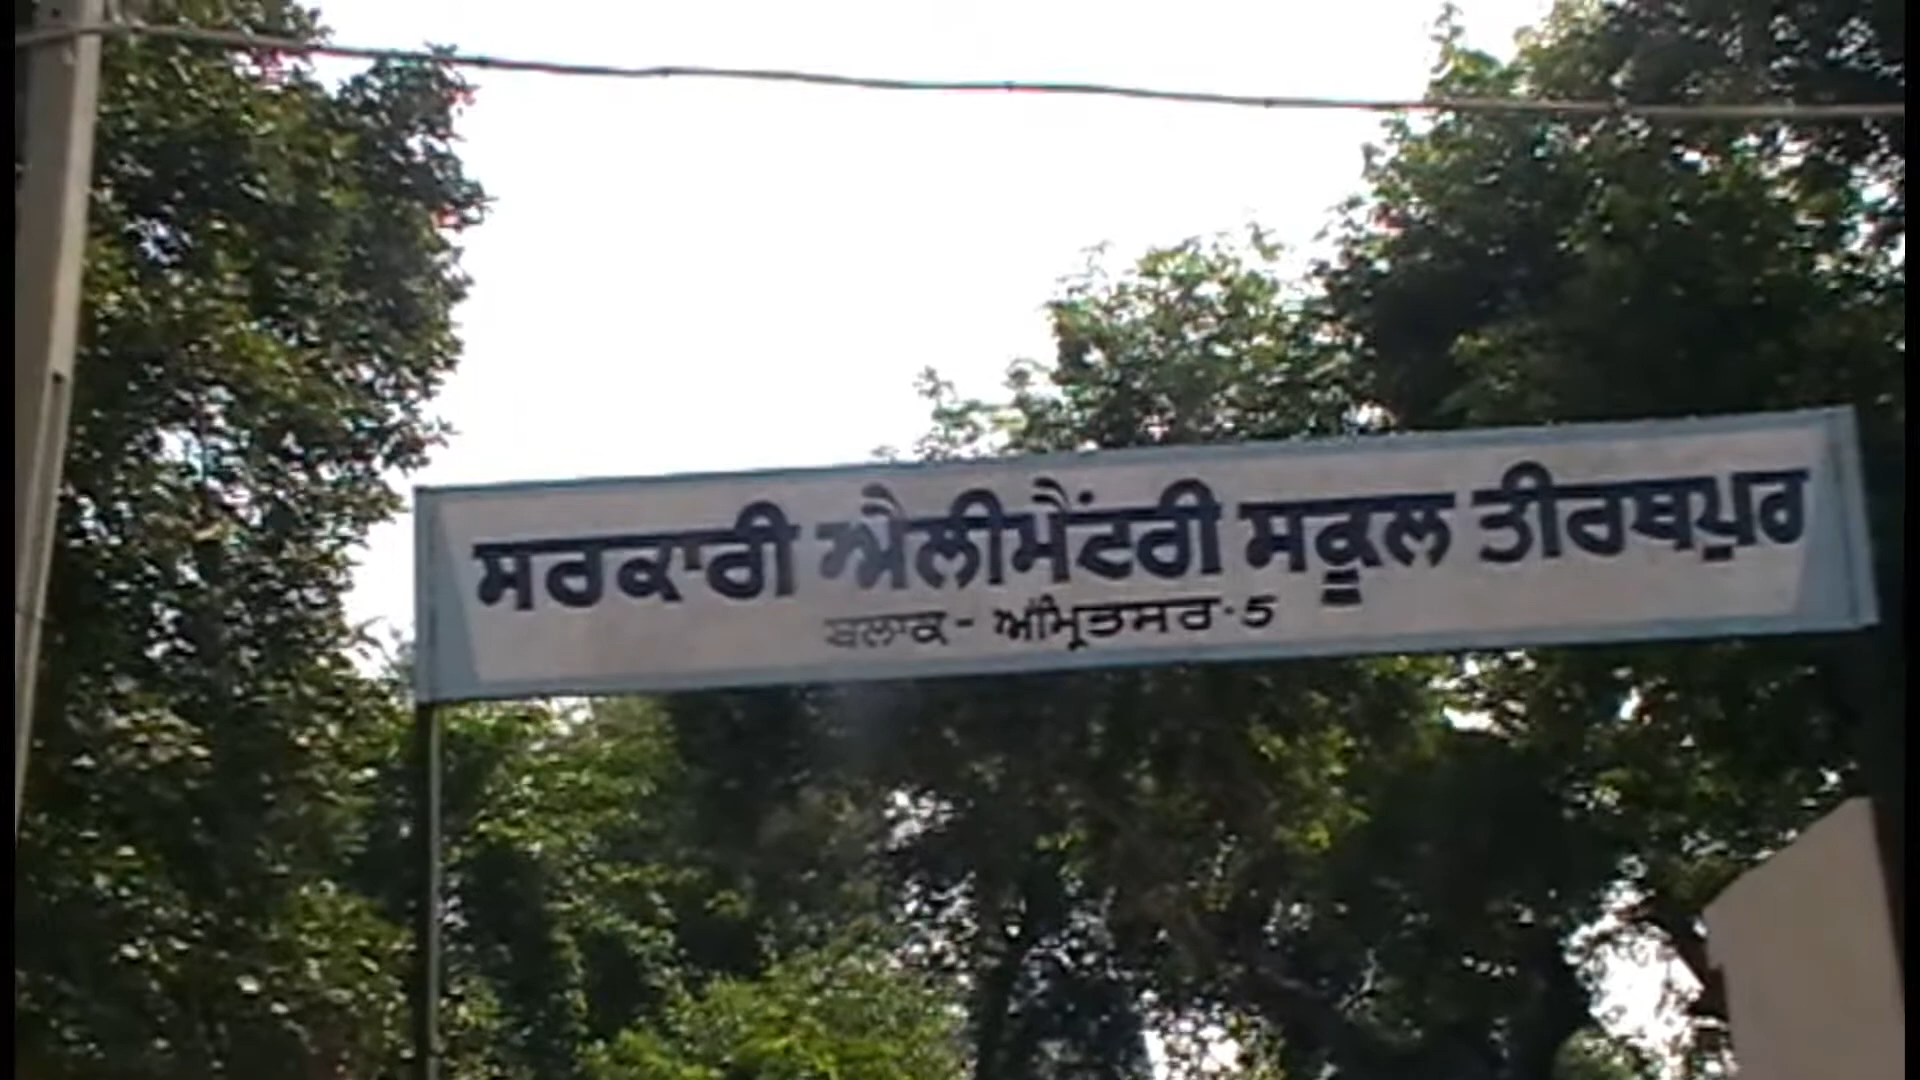 ਸਰਕਾਰੀ ਐਲੀਮੈਂਟਰੀ ਸਕੂਲ ਤੀਰਥਪੁਰ
ਬਲਾਕ - ਅੰਮ੍ਰਿਤਸਰ-5